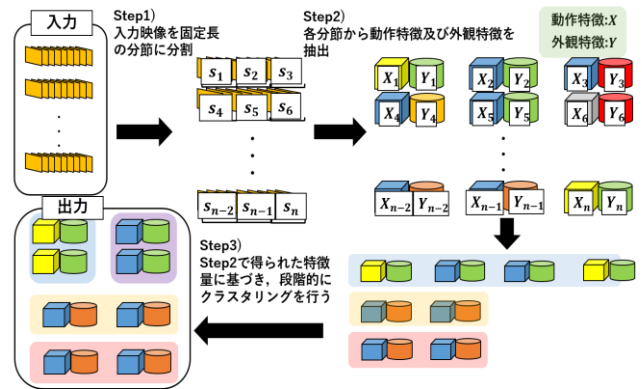 入力
Step1)
入力映像を固定長
の分節に分割
Step2)
各分節から動作特徴及び外観特徴を
抽出
動作特徴:X
外観特徴:Y
s1 s2 s3
s4 s5 s6
sn-2 sn-1 sn
X1 Y1 X2 Y2 X3 Y3
X4 Y4 X5 Y5 X6 Y6
Xn-2 Yn-2 Xn-1 Yn-1 Xn Yn
出力
Step3)
Step2で得られた特徴
量に基づき，段階的に
クラスタリングを行う